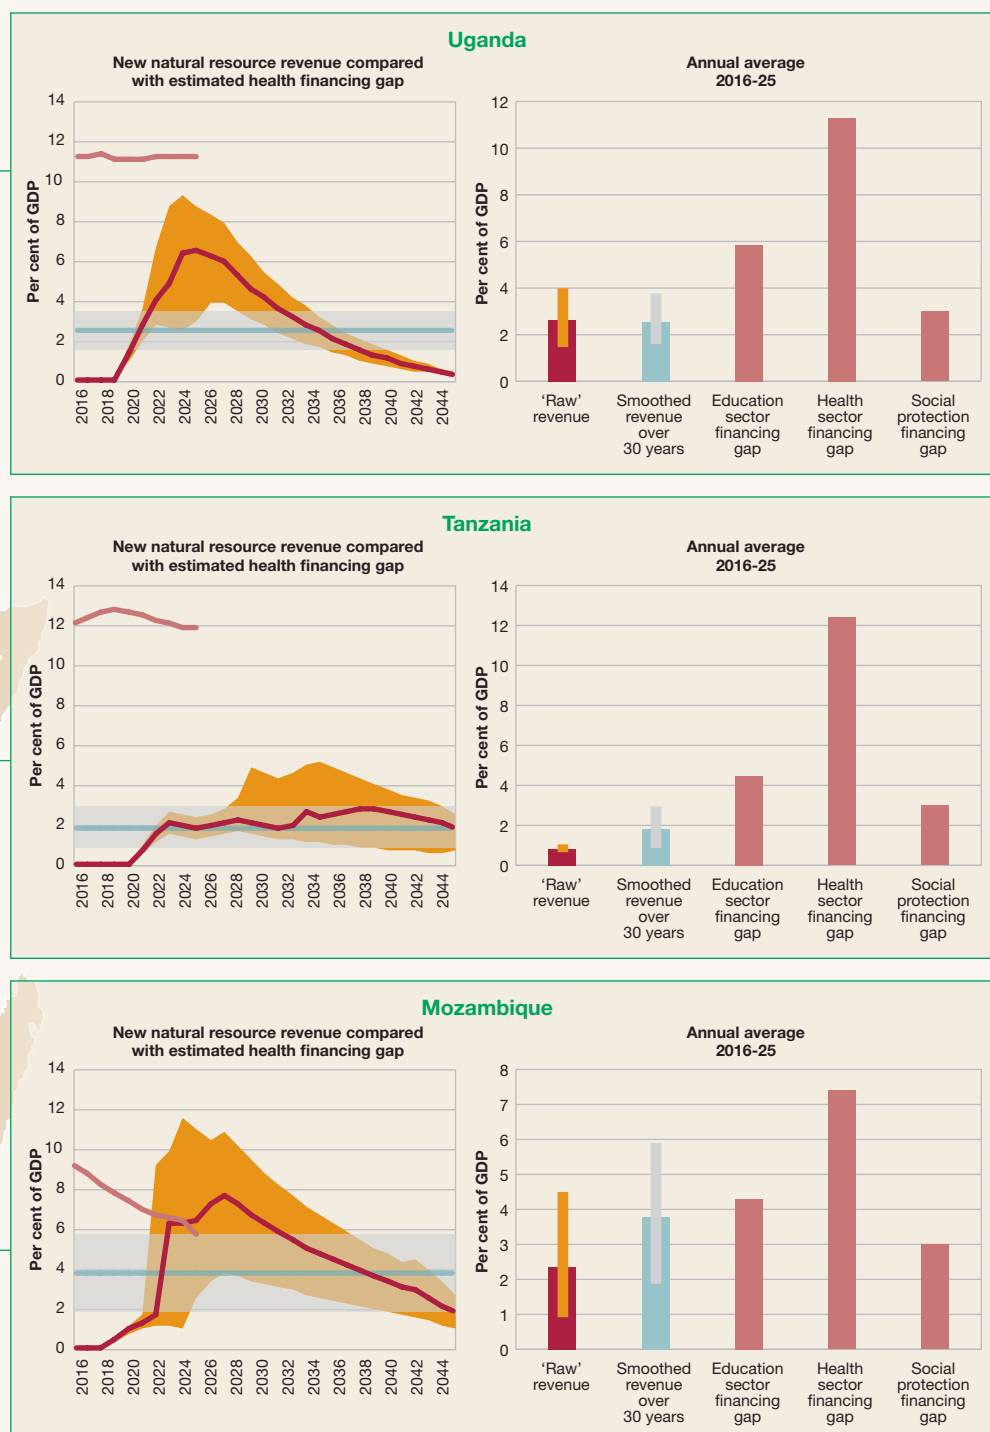 Uganda
New natural resource revenue compared
with estimated health financing gap
Per cent of GDP
14
12
10
8
6
4
2
0
2016
2018
2020
2022
2024
2026
2028
2030
2032
2034
2036
2038
2040
2042
2044
Annual average
2016-25
Per cent of GDP
12
10
8
6
4
2
0
‘Raw’
revenue
Smoothed
revenue
over
30 years
Education
sector
financing
gap
Health
sector
financing
gap
Social
protection
financing
gap
Tanzania
New natural resource revenue compared
with estimated health financing gap
Per cent of GDP
14
12
10
8
6
4
2
0
2016
2018
2020
2022
2024
2026
2028
2030
2032
2034
2036
2038
2040
2042
2044
Annual average
2016-25
Per cent of GDP
14
12
10
8
6
4
2
0
‘Raw’
revenue
Smoothed
revenue
over
30 years
Education
sector
financing
gap
Health
sector
financing
gap
Social
protection
financing
gap
Mozambique
New natural resource revenue compared
with estimated health financing gap
Per cent of GDP
14
12
10
8
6
4
2
0
2016
2018
2020
2022
2024
2026
2028
2030
2032
2034
2036
2038
2040
2042
2044
Annual average
2016-25
Per cent of GDP
8
7
6
5
4
3
2
1
0
‘Raw’
revenue
Smoothed
revenue
over
30 years
Education
sector
financing
gap
Health
sector
financing
gap
Social
protection
financing
gap